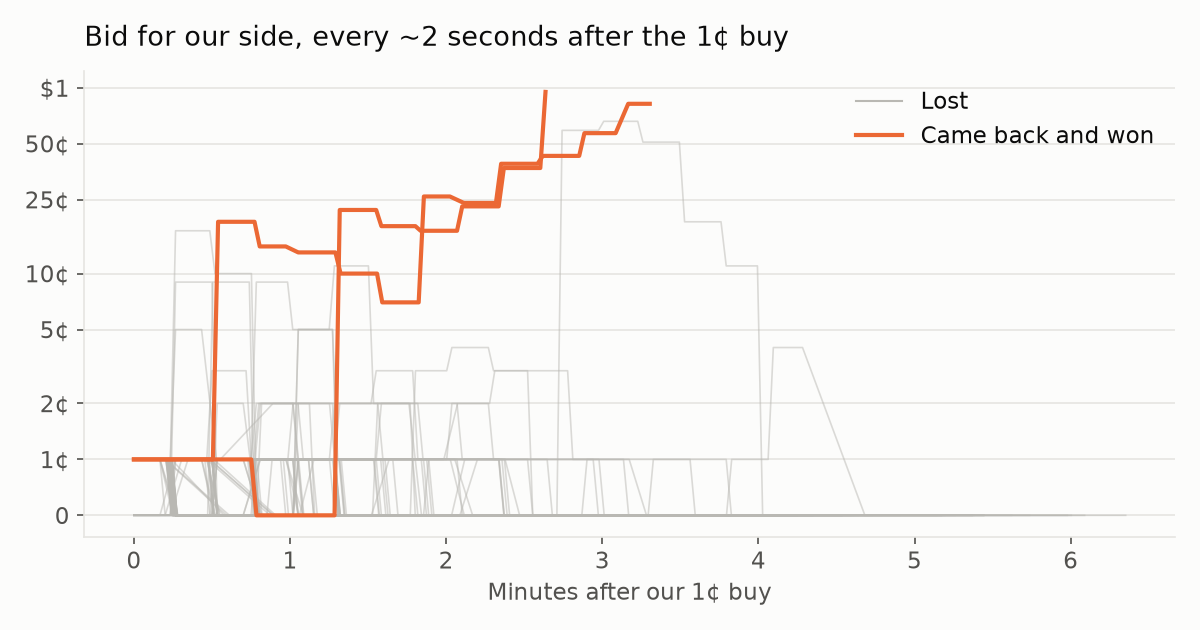 Bid for our side, every ~2 seconds after the 1¢ buy
$1
50¢
25¢
10¢
5¢
2¢
1¢
0
Lost
Came back and won
0 1 2 3 4 5 6
Minutes after our 1¢ buy